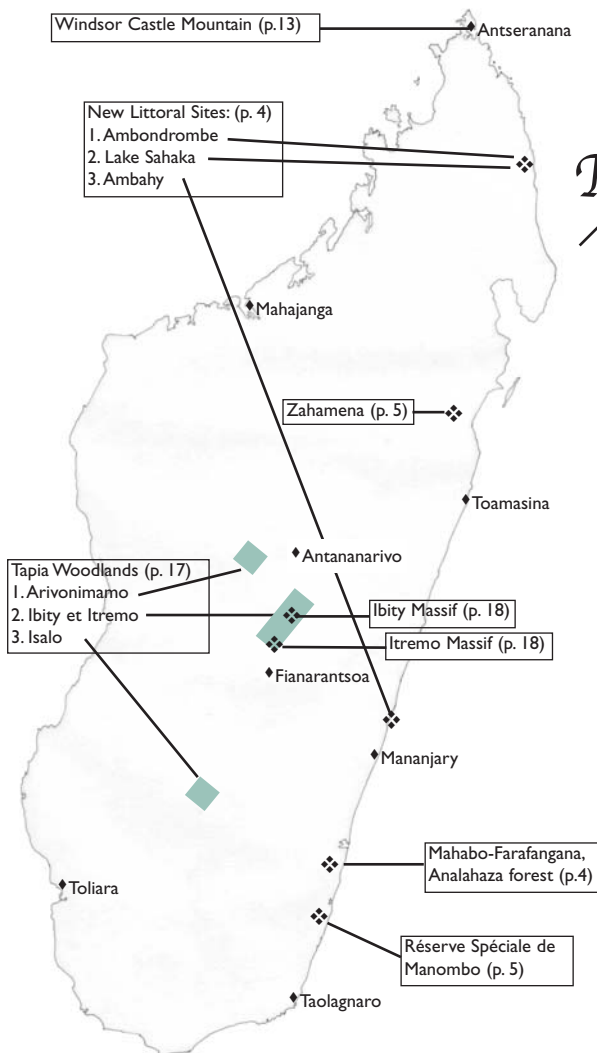 Windsor Castle Mountain (p.13)
Antseranana
New Littoral Sites: (p. 4)
1. Ambondrombe
2. Lake Sahaka
3. Ambahy
Mahajanga
Zahamena (p. 5)
Toamasina
Antananarivo
Tapia Woodlands (p. 17)
1. Arivonimamo
2. Ibity et Itremo
3. Isalo
Ibity Massif (p. 18)
Itremo Massif (p. 18)
Fianarantsoa
Mananjary
Mahabo-Farafangana,
Analahaza forest (p.4)
Toliara
Réserve Spéciale de
Manombo (p. 5)
Taolagnaro